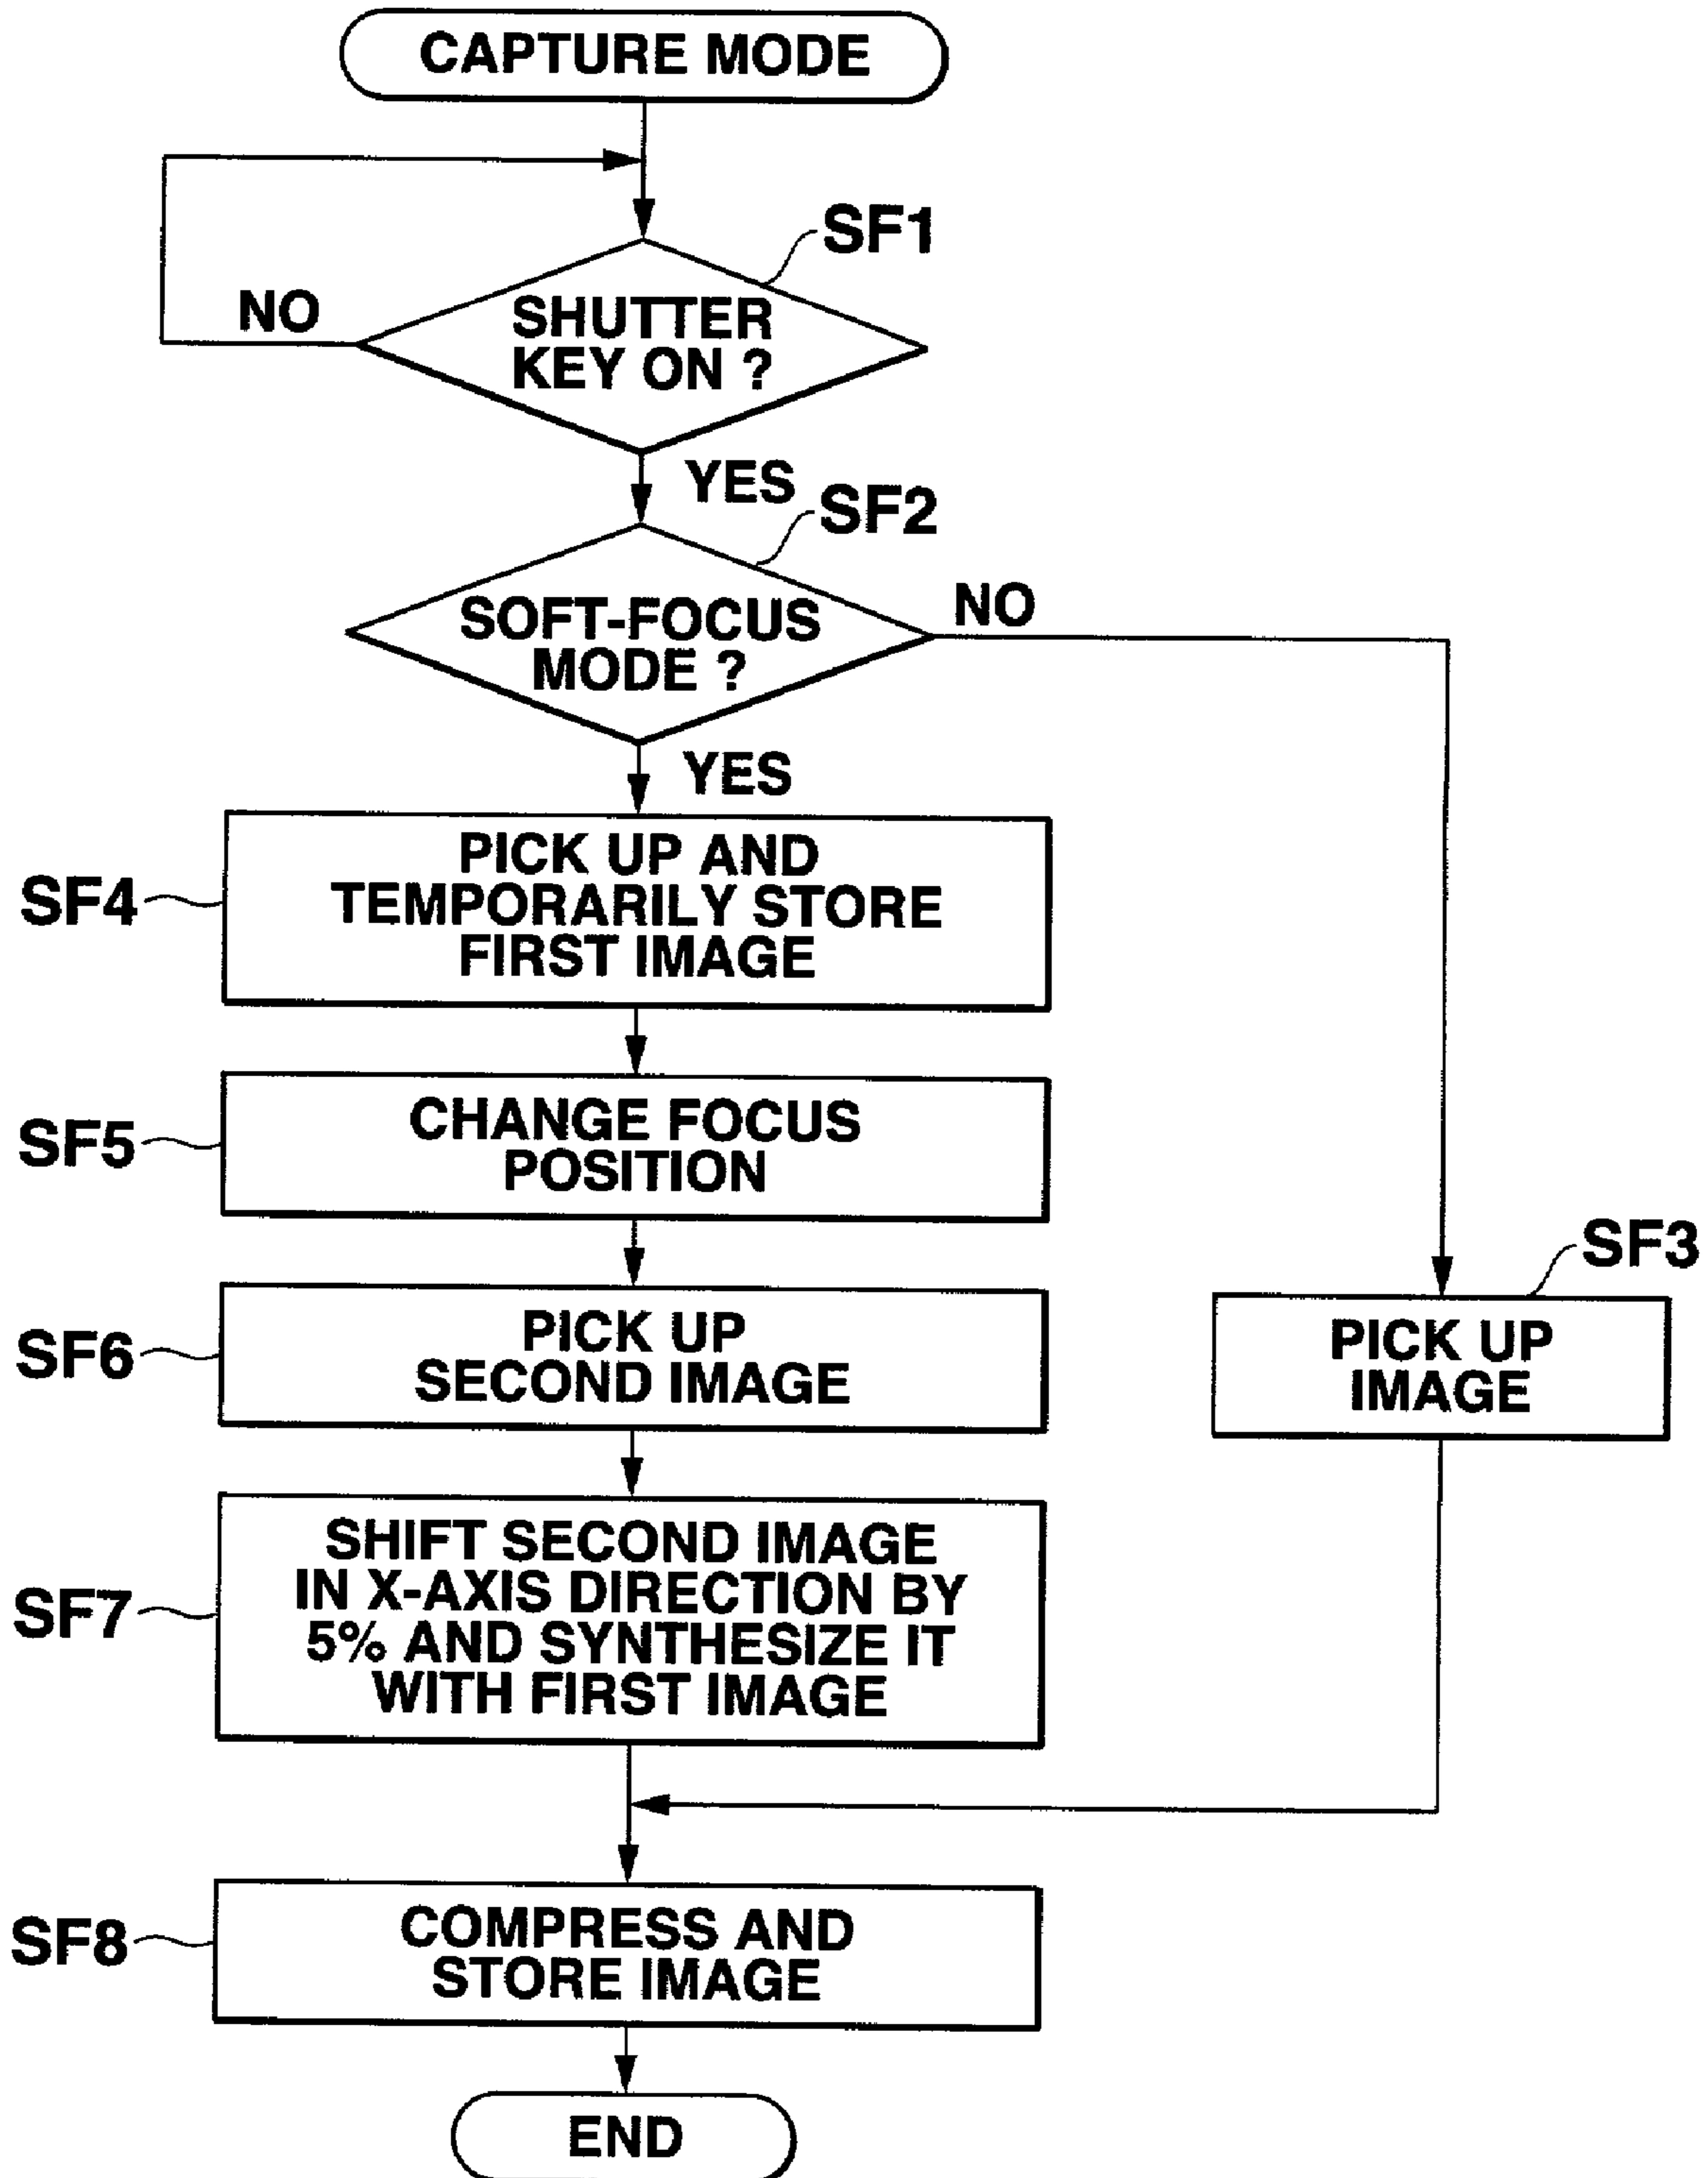 CAPTURE MODE
SF1
NO
SHUTTER
KEY ON ?
YES
SF2
NO
SOFT-FOCUS
MODE ?
YES
SF4
PICK UP AND
TEMPORARILY STORE
FIRST IMAGE
SF5
CHANGE FOCUS
POSITION
SF6
PICK UP
SECOND IMAGE
SF3
PICK UP
IMAGE
SF7
SHIFT SECOND IMAGE
IN X-AXIS DIRECTION BY
5% AND SYNTHESIZE IT
WITH FIRST IMAGE
SF8
COMPRESS AND
STORE IMAGE
END